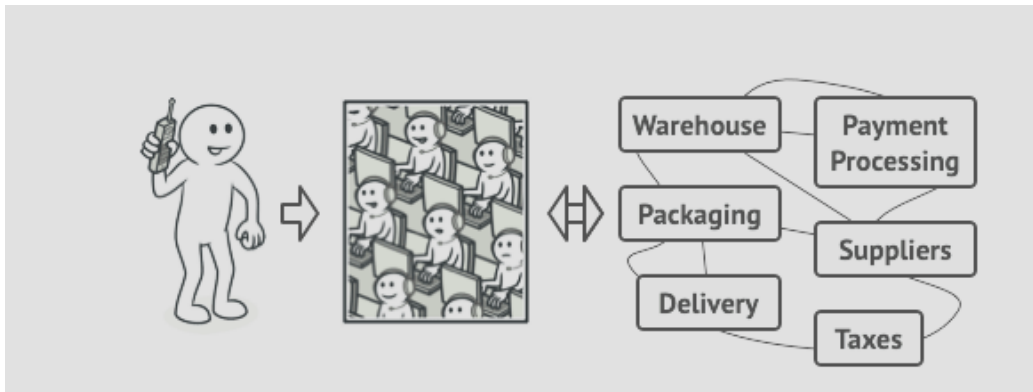 Warehouse
Payment
Processing
Packaging
Suppliers
Delivery
Taxes